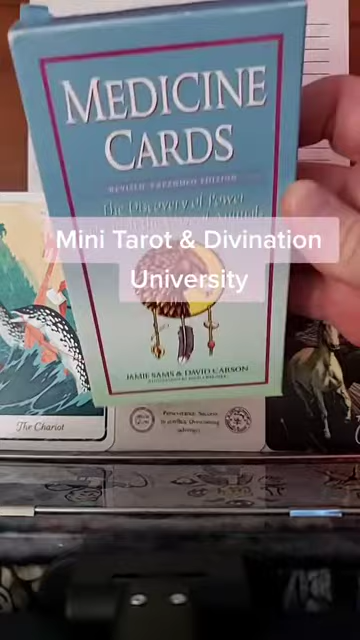 MEDICINE
CARDS
REVISED, EXPANDED EDITION
The Discovery of Power
Mini Tarot & Divination
University
JAMIE SAMS & DAVID CARSON
The Chariot